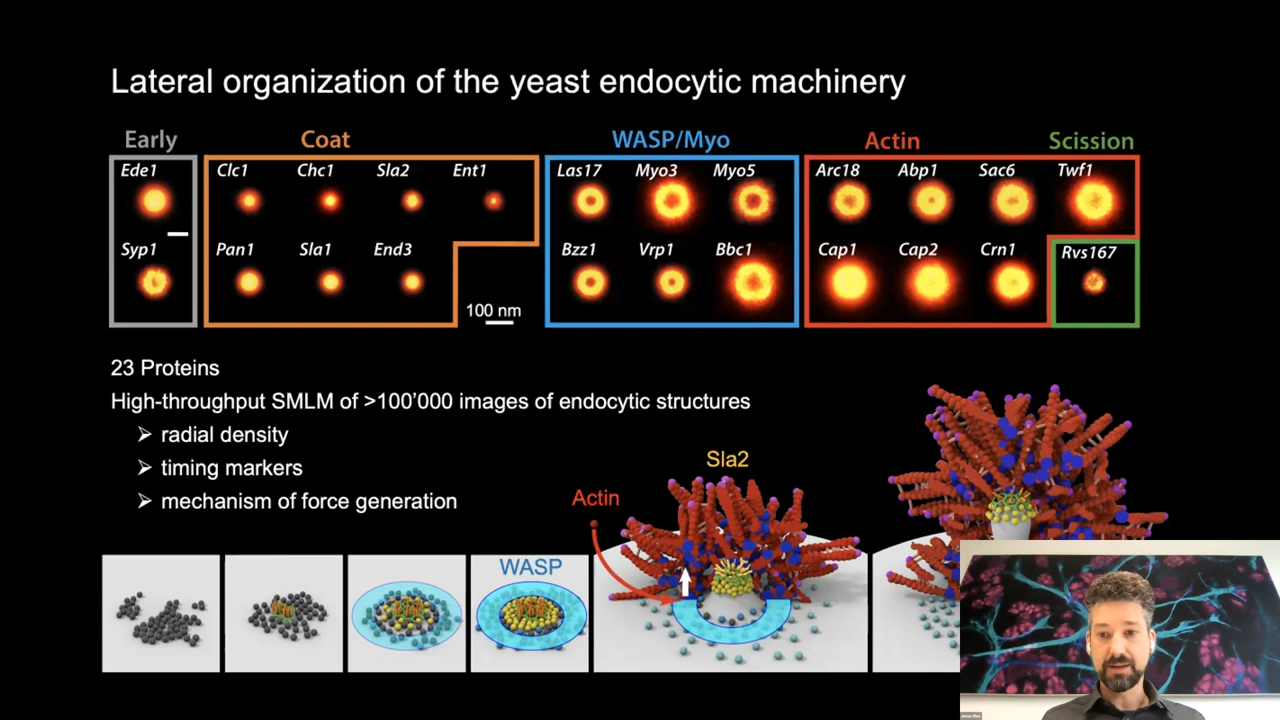 Lateral organization of the yeast endocytic machinery
Early Coat WASP/Myo Actin Scission
Ede1 Clc1 Chc1 Sla2 Ent1 Las17 Myo3 Myo5 Arc18 Abp1 Sac6 Twf1
Syp1 Pan1 Sla1 End3 Bzz1 Vrp1 Bbc1 Cap1 Cap2 Crn1 Rvs167
100 nm
23 Proteins
High-throughput SMLM of >100’000 images of endocytic structures
➢ radial density
➢ timing markers
➢ mechanism of force generation
Sla2
Actin
WASP